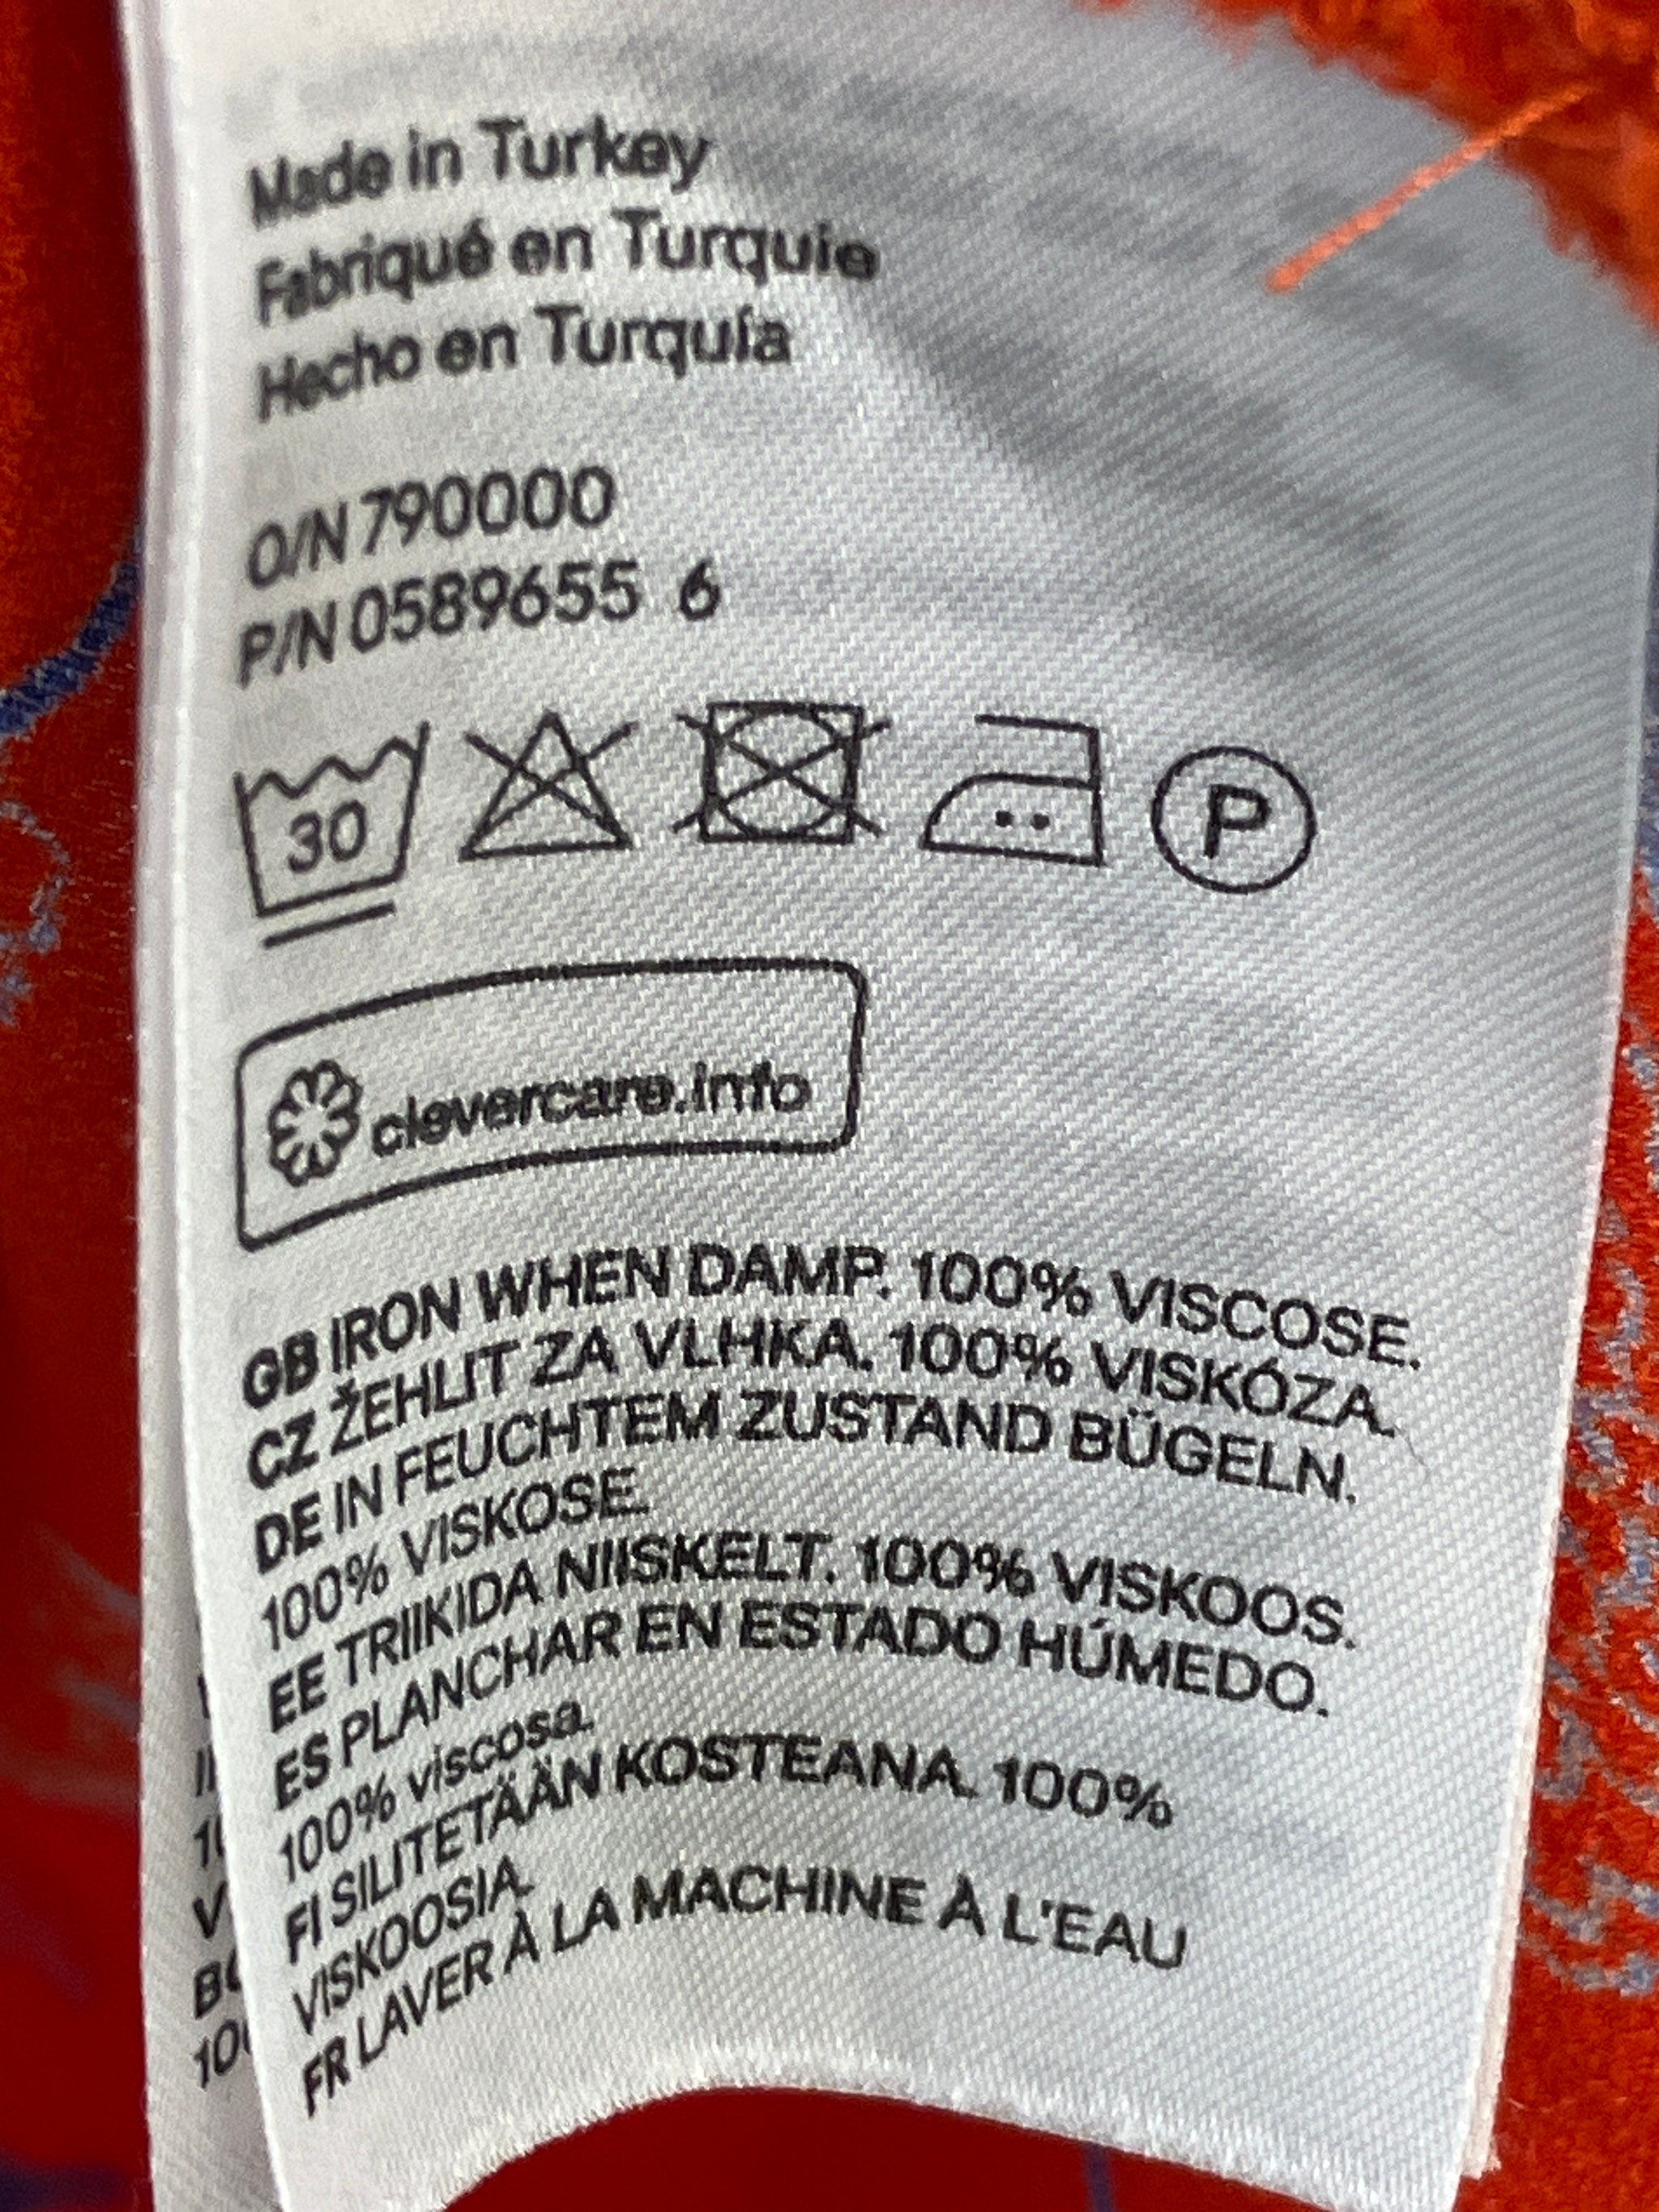 Made in Turkey
Fabriqué en Turquie
Hecho en Turquía
O/N 790000
P/N 0589655 6
30
P
clevercare.info
GB IRON WHEN DAMP. 100% VISCOSE.
CZ ŽEHLIT ZA VLHKA. 100% VISKÓZA.
DE IN FEUCHTEM ZUSTAND BÜGELN.
100% VISKOSE.
EE TRIIKIDA NIISKELT. 100% VISKOOS.
ES PLANCHAR EN ESTADO HÚMEDO.
100% viscosa.
FI SILITETÄÄN KOSTEANA. 100%
VISKOOSIA.
FR LAVER À LA MACHINE À L'EAU